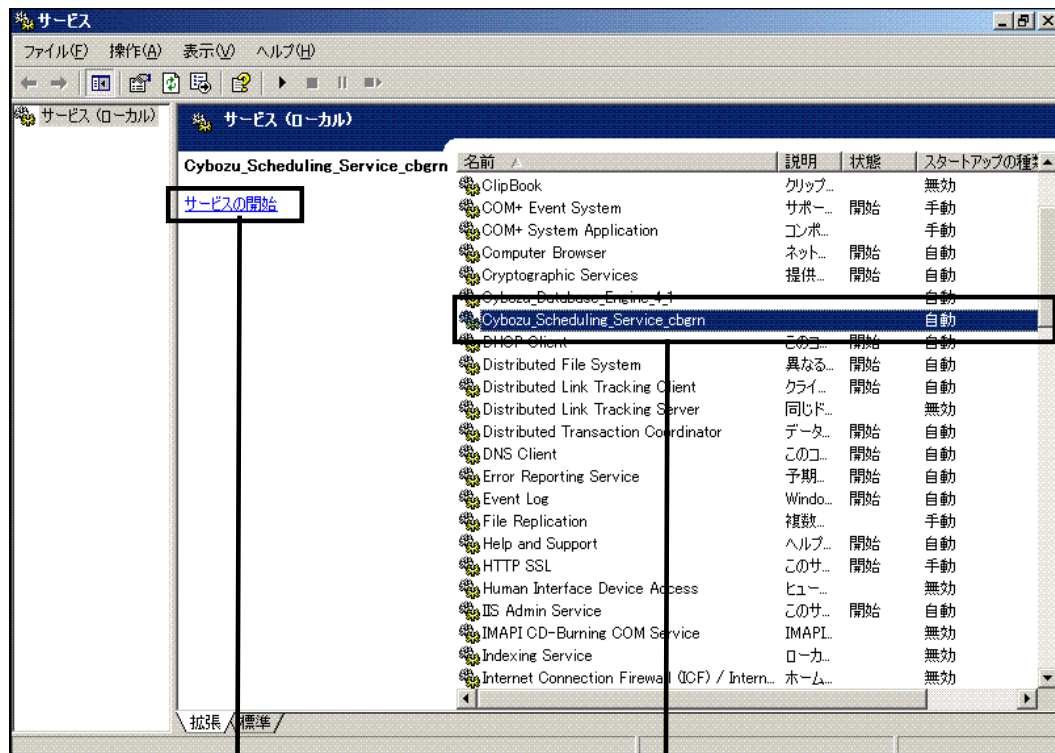 サービス
ファイル(F) 操作(A) 表示(V) ヘルプ(H)
サービス (ローカル)
サービス (ローカル)
Cybozu_Scheduling_Service_cbgrn
サービスの開始
名前 説明 状態 スタートアップの種類
ClipBook クリップ... 無効
COM+ Event System サポー... 開始 手動
COM+ System Application コンポ... 手動
Computer Browser ネット... 開始 自動
Cryptographic Services 提供... 開始 自動
Cybozu_Database_Engine_4_1 自動
Cybozu_Scheduling_Service_cbgrn 自動
DHCP Client このコ... 開始 自動
Distributed File System 異なる... 開始 自動
Distributed Link Tracking Client クライ... 開始 自動
Distributed Link Tracking Server 同じド... 無効
Distributed Transaction Coordinator データ... 開始 自動
DNS Client このコ... 開始 自動
Error Reporting Service 予期... 開始 自動
Event Log Windo... 開始 自動
File Replication 複数... 手動
Help and Support ヘルプ... 開始 自動
HTTP SSL このサ... 開始 手動
Human Interface Device Access ヒュー... 無効
IIS Admin Service このサ... 開始 自動
IMAPI CD-Burning COM Service IMAPI... 無効
Indexing Service ローカ... 無効
Internet Connection Firewall (ICF) / Intern... ホーム... 無効
拡張 標準